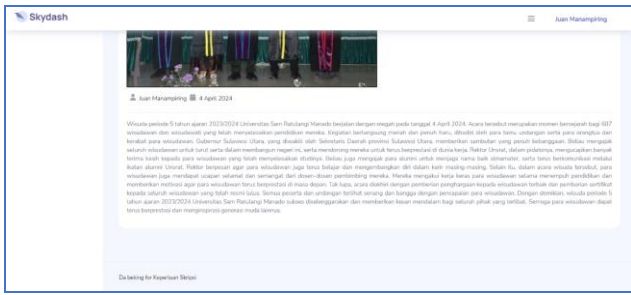 Skydash
Juan Manampiring
Juan Manampiring 4 April 2024
Wisuda periode 5 tahun ajaran 2023/2024 Universitas Sam Ratulangi Manado berjalan dengan megah pada tanggal 4 April 2024. Acara tersebut merupakan momen bersejarah bagi 687
wisudawan dan wisudawati yang telah menyelesaikan pendidikan mereka. Kegiatan berlangsung meriah dan penuh haru, dihadiri oleh para tamu undangan serta para orangtua dan
kerabat para wisudawan. Gubernur Sulawesi Utara, yang diwakili oleh Sekretaris Daerah provinsi Sulawesi Utara, memberikan sambutan yang penuh kebanggaan. Beliau mengajak
seluruh wisudawan untuk turut serta dalam membangun negeri ini, serta mendorong mereka untuk terus berprestasi di dunia kerja. Rektor Unsrat, dalam pidatonya, mengucapkan banyak
terima kasih kepada para wisudawan yang telah menyelesaikan studinya. Beliau juga mengajak para alumni untuk menjaga nama baik almamater, serta terus berkomunikasi melalui
ikatan alumni Unsrat. Rektor berpesan agar para wisudawan juga terus belajar dan mengembangkan diri dalam karir masing-masing. Selain itu, dalam acara wisuda tersebut, para
wisudawan juga mendapat ucapan selamat dan semangat dari dosen-dosen pembimbing mereka. Mereka mengakui kerja keras para wisudawan selama menempuh pendidikan dan
memberikan motivasi agar para wisudawan terus berprestasi di masa depan. Tak lupa, acara diakhiri dengan pemberian penghargaan kepada wisudawan terbaik dan pemberian sertifikat
kepada seluruh wisudawan yang telah resmi lulus. Semua peserta dan undangan terlihat senang dan bangga dengan pencapaian para wisudawan. Dengan demikian, wisuda periode 5
tahun ajaran 2023/2024 Universitas Sam Ratulangi Manado sukses diselenggarakan dan memberikan kesan mendalam bagi seluruh pihak yang terlibat. Semoga para wisudawan dapat
terus berprestasi dan menginspirasi generasi muda lainnya.
for Keperluan Skripsi